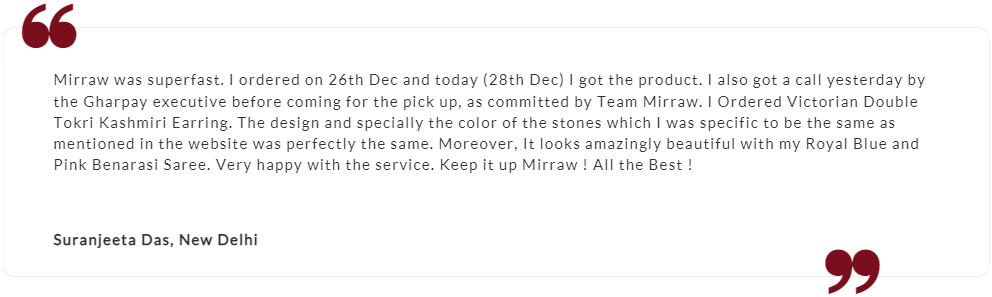 Mirraw was superfast. I ordered on 26th Dec and today (28th Dec) I got the product. I also got a call yesterday by
the Gharpay executive before coming for the pick up, as committed by Team Mirraw. I Ordered Victorian Double
Tokri Kashmiri Earring. The design and specially the color of the stones which I was specific to be the same as
mentioned in the website was perfectly the same. Moreover, It looks amazingly beautiful with my Royal Blue and
Pink Benarasi Saree. Very happy with the service. Keep it up Mirraw ! All the Best !
Suranjeeta Das, New Delhi